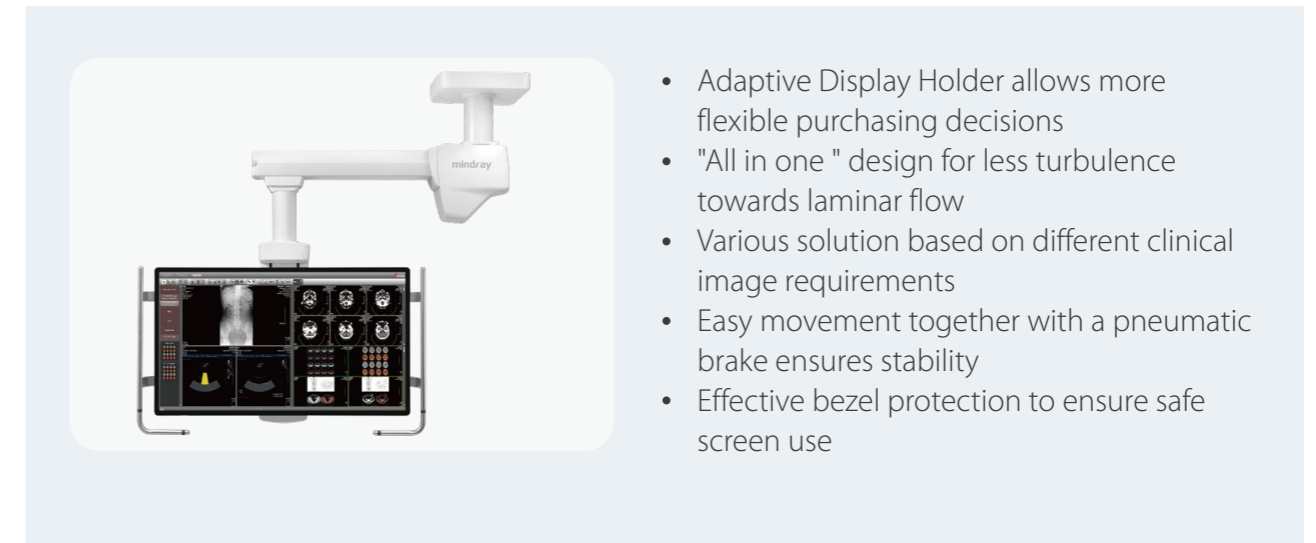 mindray
• Adaptive Display Holder allows more
flexible purchasing decisions
• "All in one " design for less turbulence
towards laminar flow
• Various solution based on different clinical
image requirements
• Easy movement together with a pneumatic
brake ensures stability
• Effective bezel protection to ensure safe
screen use